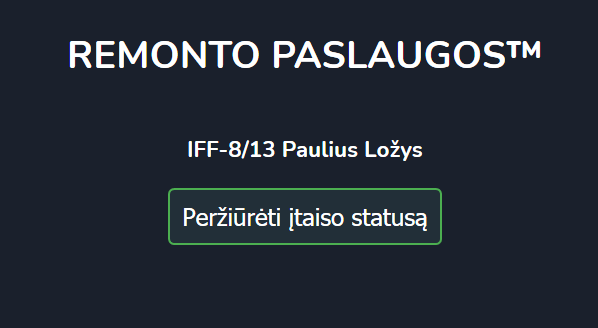 REMONTO PASLAUGOS™
IFF-8/13 Paulius Ložys
Peržiūrėti įtaiso statusą